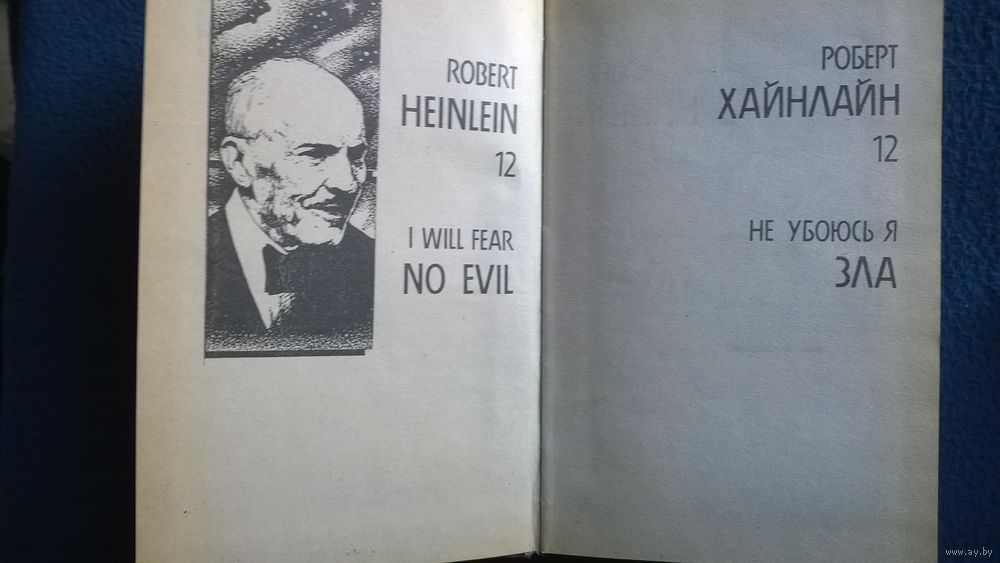 ROBERT
HEINLEIN
12
I WILL FEAR
NO EVIL
РОБЕРТ
ХАЙНЛАЙН
12
НЕ УБОЮСЬ Я
ЗЛА
www.ay.by